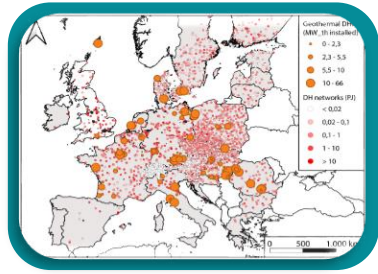 Geothermal DH
(MW_th installed)
0 - 2,3
2,3 - 5,5
5,5 - 10
10 - 66
DH networks (PJ)
< 0,02
0,02 - 0,1
0,1 - 1
1 - 10
> 10
0 500 1.000 km